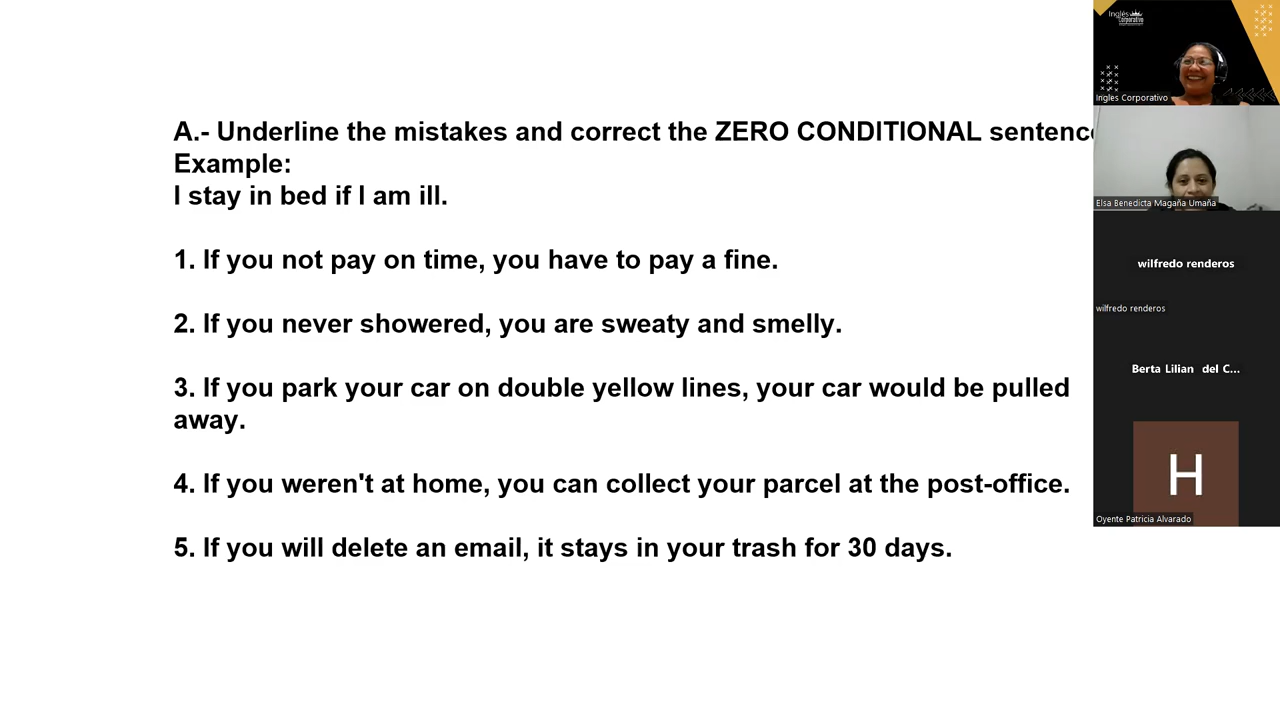 A.- Underline the mistakes and correct the ZERO CONDITIONAL sentenc
Example:
I stay in bed if I am ill.
1. If you not pay on time, you have to pay a fine.
2. If you never showered, you are sweaty and smelly.
3. If you park your car on double yellow lines, your car would be pulled
away.
4. If you weren't at home, you can collect your parcel at the post-office.
5. If you will delete an email, it stays in your trash for 30 days.
Inglés
Corporativo
Ingles Corporativo
Elsa Benedicta Magaña Umaña
wilfredo renderos
wilfredo renderos
Berta Lilian del C...
H
Oyente Patricia Alvarado